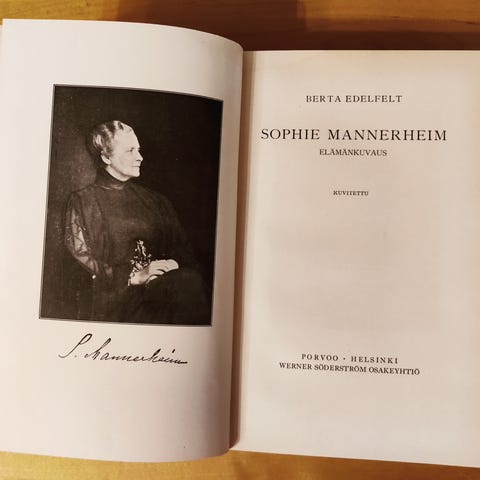 S. Mannerheim
BERTA EDELFELT
SOPHIE MANNERHEIM
ELÄMÄNKUVAUS
KUVITETTU
PORVOO • HELSINKI
WERNER SÖDERSTRÖM OSAKEYHTIÖ